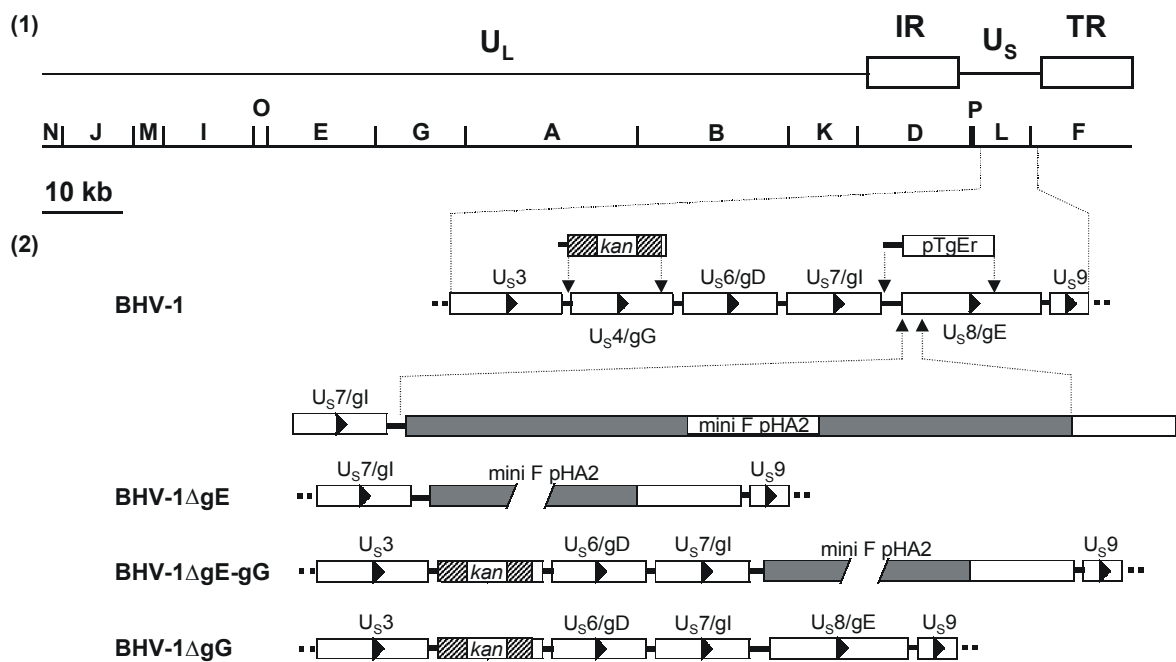 (1)
U_L IR U_S TR
N J M I O E G A B K D P L F
10 kb
(2)
kan pTgEr
BHV-1 U_S3 U_S4/gG U_S6/gD U_S7/gI U_S8/gE U_S9
U_S7/gI mini F pHA2
BHV-1ΔgE U_S7/gI mini F pHA2 U_S9
BHV-1ΔgE-gG U_S3 kan U_S6/gD U_S7/gI mini F pHA2 U_S9
BHV-1ΔgG U_S3 kan U_S6/gD U_S7/gI U_S8/gE U_S9